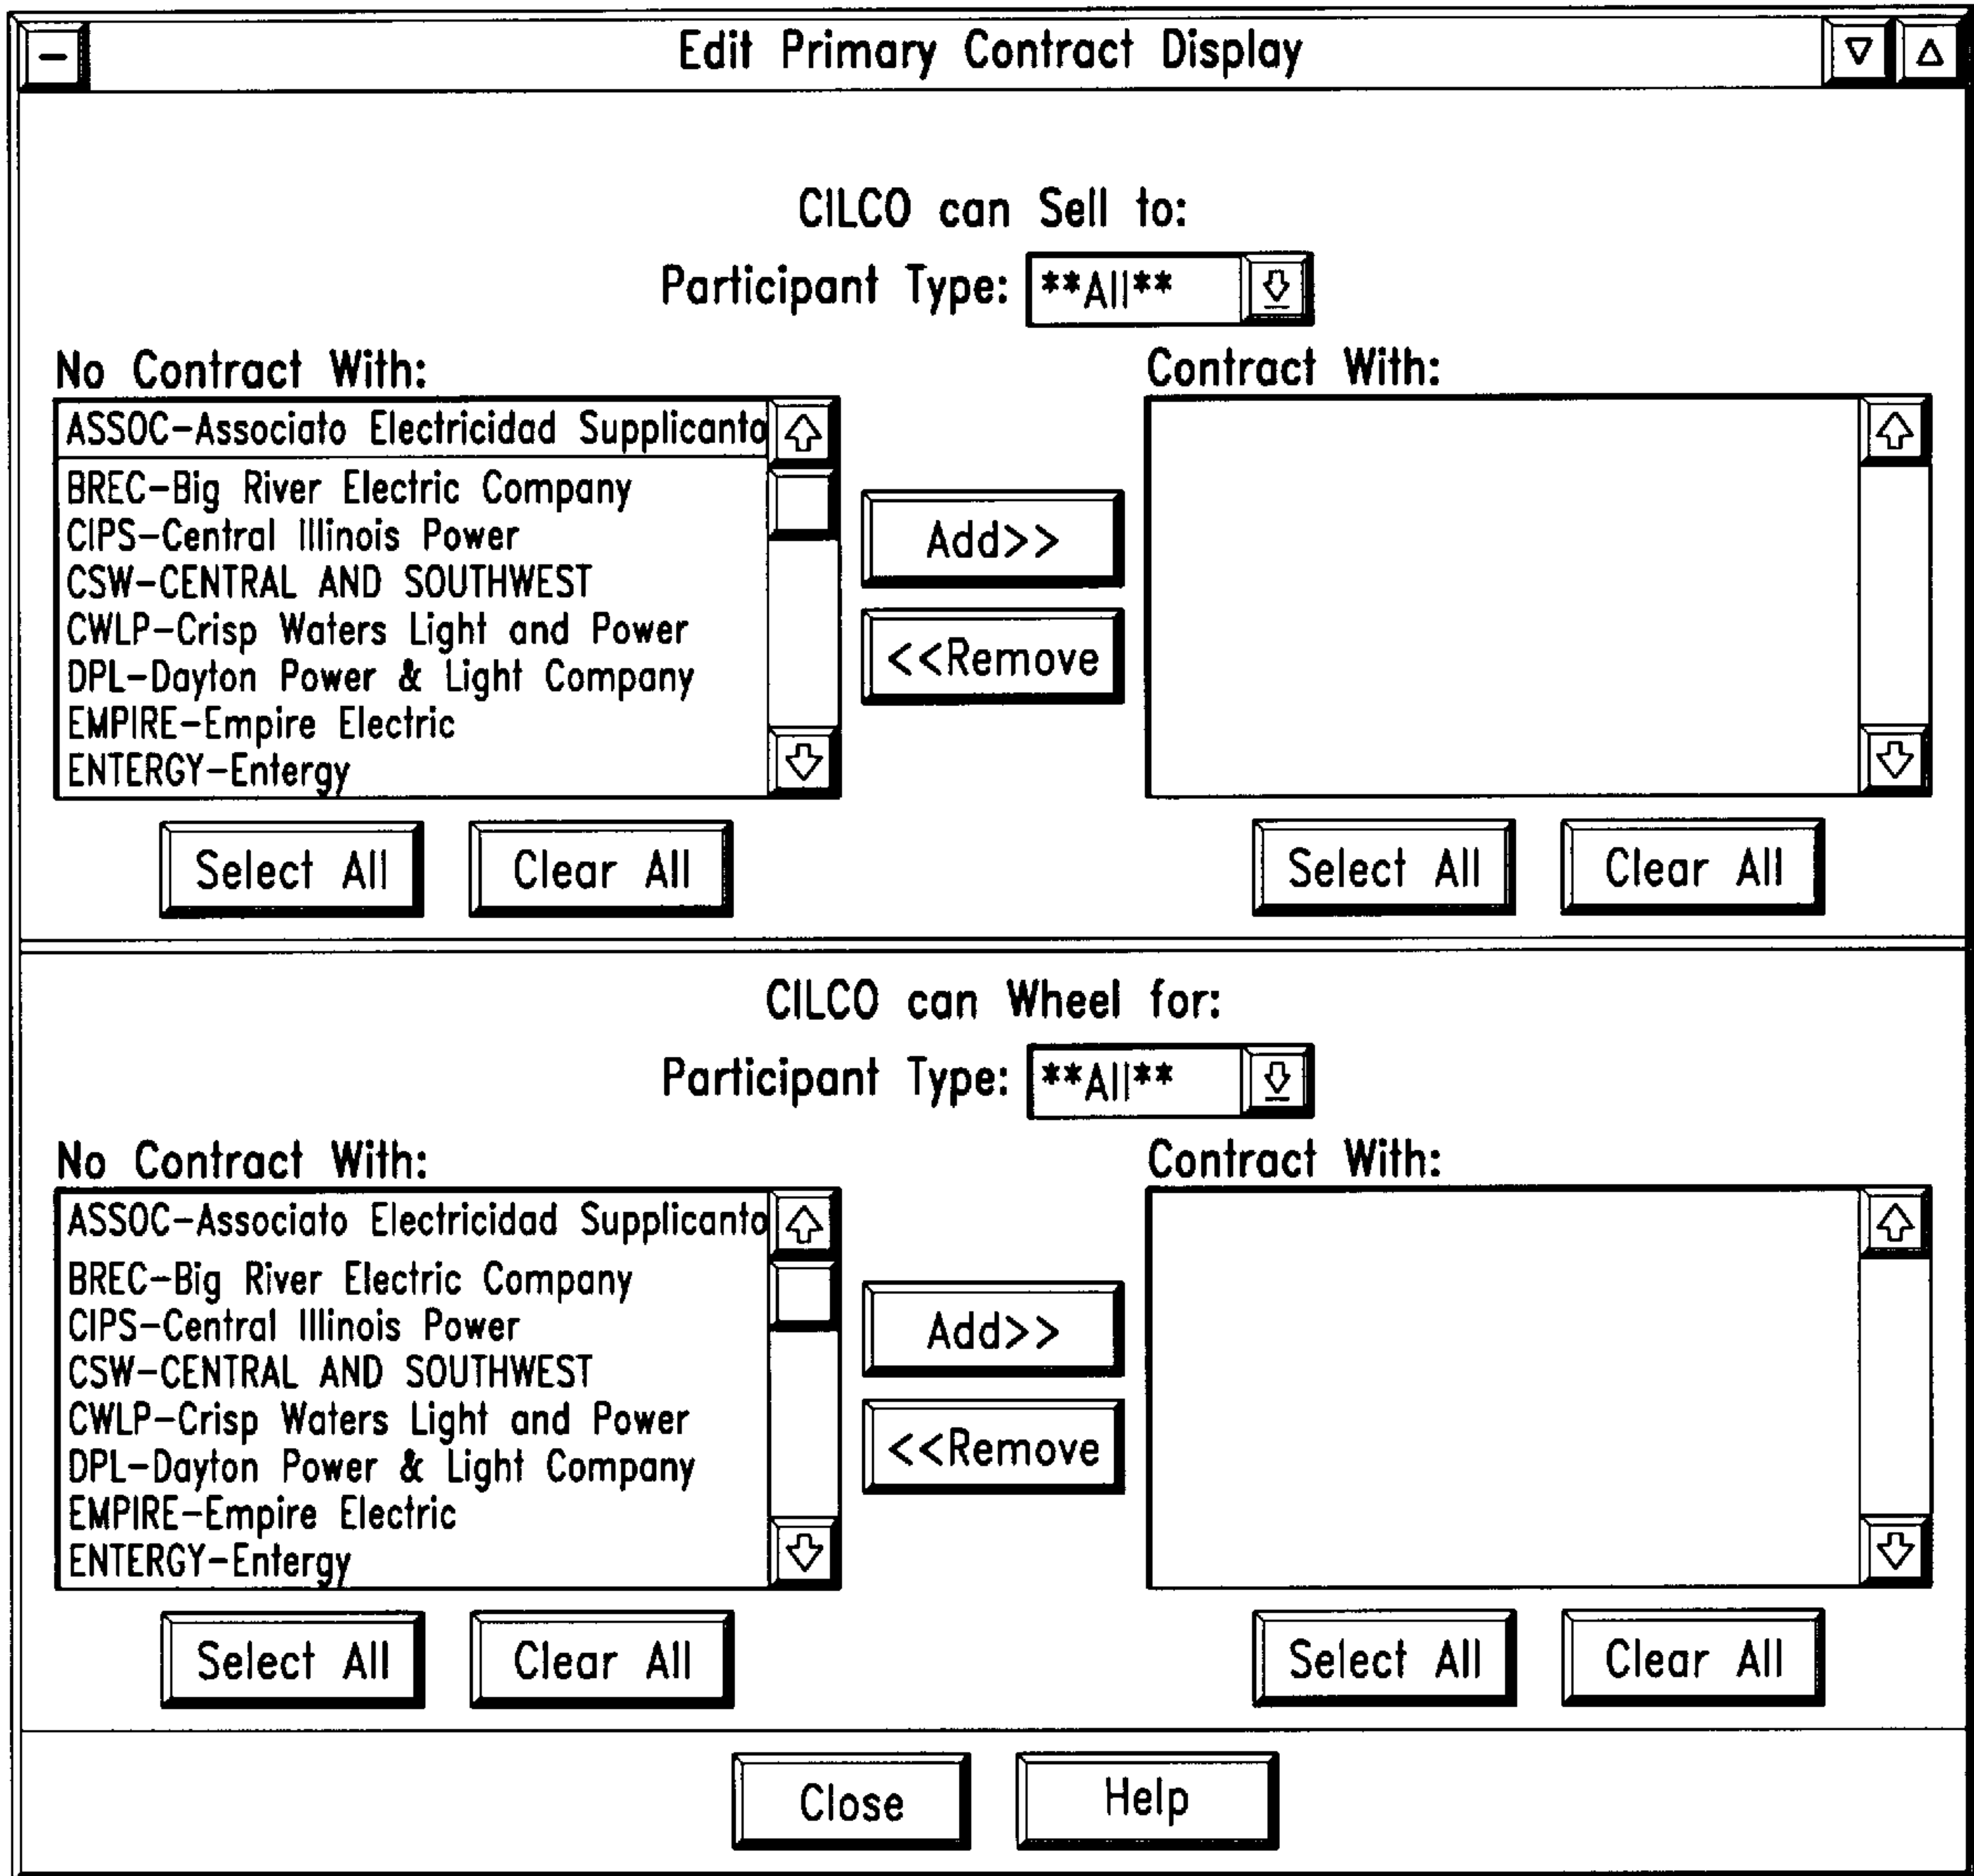 Edit Primary Contract Display
CILCO can Sell to:
Participant Type: **All**
No Contract With:
ASSOC-Associato Electricidad Supplicanto
BREC-Big River Electric Company
CIPS-Central Illinois Power
CSW-CENTRAL AND SOUTHWEST
CWLP-Crisp Waters Light and Power
DPL-Dayton Power & Light Company
EMPIRE-Empire Electric
ENTERGY-Entergy
Add>>
<<Remove
Contract With:
Select All Clear All
Select All Clear All
CILCO can Wheel for:
Participant Type: **All**
No Contract With:
ASSOC-Associato Electricidad Supplicanto
BREC-Big River Electric Company
CIPS-Central Illinois Power
CSW-CENTRAL AND SOUTHWEST
CWLP-Crisp Waters Light and Power
DPL-Dayton Power & Light Company
EMPIRE-Empire Electric
ENTERGY-Entergy
Add>>
<<Remove
Contract With:
Select All Clear All
Select All Clear All
Close Help